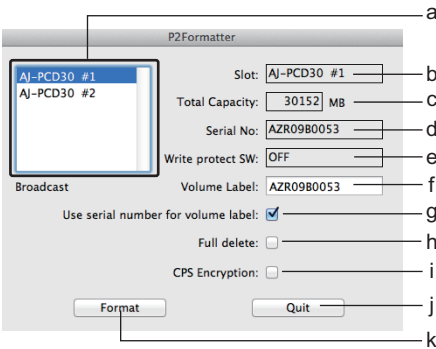 a
P2Formatter
AJ-PCD30 #1
AJ-PCD30 #2
Broadcast
Slot: AJ-PCD30 #1 b
Total Capacity: 30152 MB c
Serial No: AZR09B0053 d
Write protect SW: OFF e
Volume Label: AZR09B0053 f
Use serial number for volume label: g
Full delete: h
CPS Encryption: i
Format Quit j
k